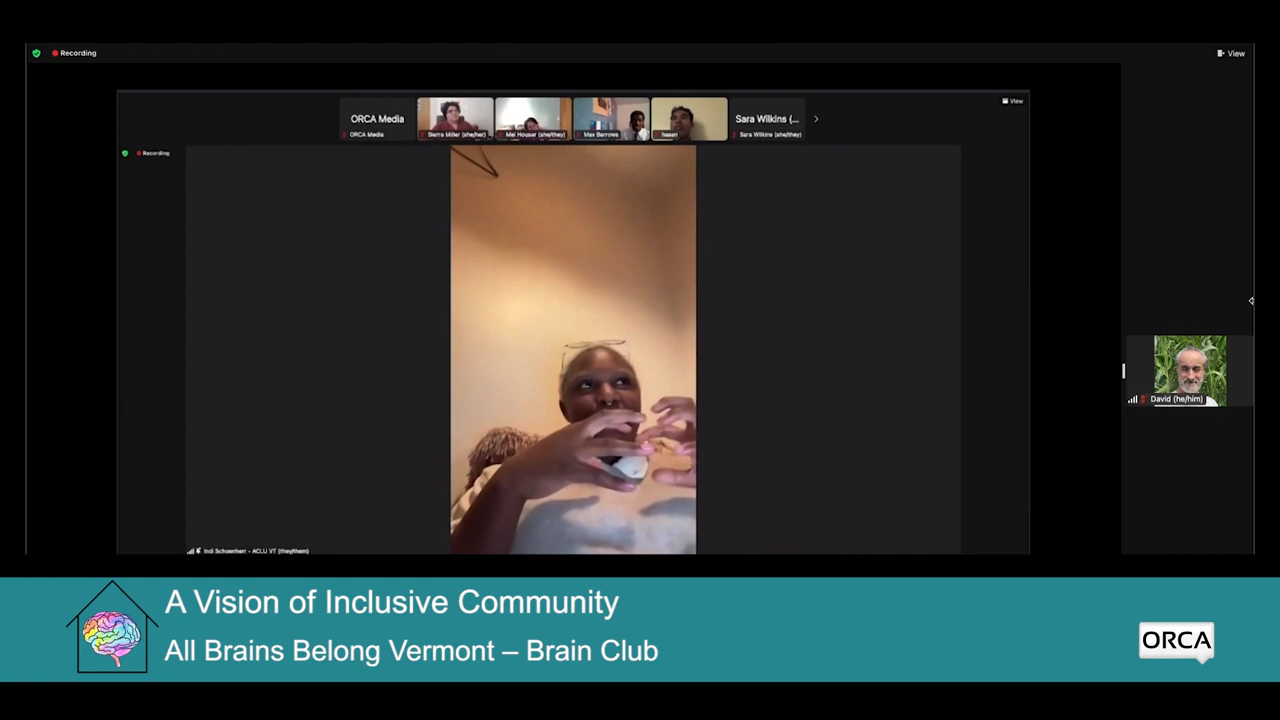 Recording
View
View
ORCA Media
Sara Wilkins (...
ORCA Media
Sierra Miller (she/her)
Mel Houser (she/they)
Max Barrows
hasan
Sara Wilkins (she/they)
Recording
David (he/him)
Indi Schoenherr - ACLU VT (they/them)
A Vision of Inclusive Community
All Brains Belong Vermont – Brain Club
ORCA